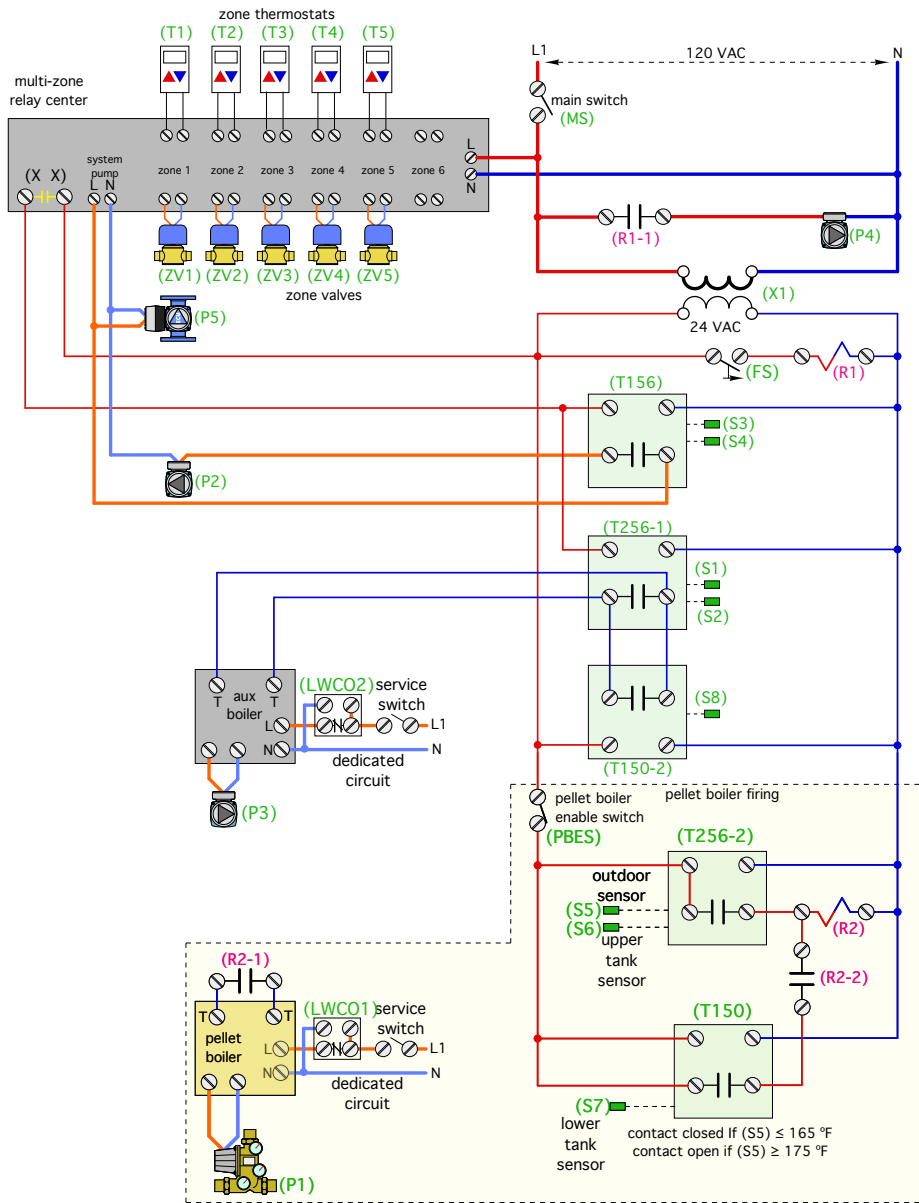 zone thermostats
(T1) (T2) (T3) (T4) (T5)
L1 120 VAC N
multi-zone
relay center
main switch
(MS)
system
pump
(X X) L N
zone 1 zone 2 zone 3 zone 4 zone 5 zone 6
L
N
(R1-1)
(P4)
(ZV1) (ZV2) (ZV3) (ZV4) (ZV5)
zone valves
(X1)
24 VAC
(P5)
(FS)
(R1)
(T156)
(S3)
(S4)
(P2)
(T256-1)
(S1)
(S2)
T T
aux
boiler
L
N
(LWCO2)
service
switch
L1
N
dedicated
circuit
(P3)
(S8)
(T150-2)
pellet boiler
enable switch
(PBES)
pellet boiler firing
(T256-2)
outdoor
sensor
(S5)
(S6)
upper
tank
sensor
(R2)
(R2-2)
(R2-1)
T T
pellet
boiler
L
N
(LWCO1)
service
switch
L1
N
dedicated
circuit
(P1)
(T150)
(S7)
lower
tank
sensor
contact closed If (S5) ≤ 165 ºF
contact open if (S5) ≥ 175 ºF